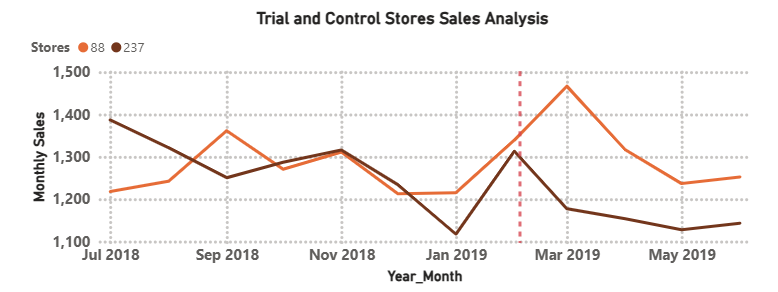 Trial and Control Stores Sales Analysis
Stores 88 237
1,500
1,400
1,300
1,200
1,100
Monthly Sales
Jul 2018 Sep 2018 Nov 2018 Jan 2019 Mar 2019 May 2019
Year_Month